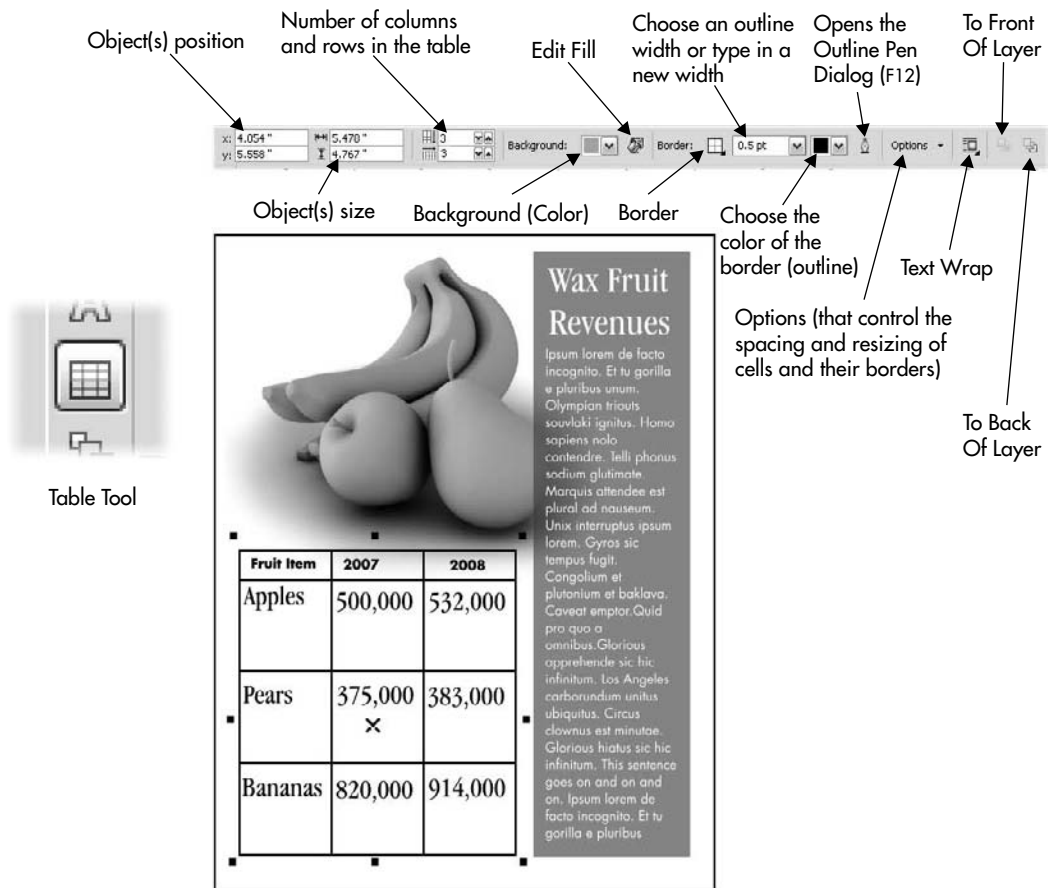 Object(s) position
Number of columns
and rows in the table
Edit Fill
Choose an outline
width or type in a
new width
Opens the
Outline Pen
Dialog (F12)
To Front
Of Layer
x: 4.054 " 5.470 " 3 Background: Border: 0.5 pt Options
y: 5.558 " 4.767 " 3
Object(s) size
Background (Color)
Border
Choose the
color of the
border (outline)
Text Wrap
Options (that control the
spacing and resizing of
cells and their borders)
To Back
Of Layer
Table Tool
Wax Fruit
Revenues
Ipsum lorem de facto
incognito. Et tu gorilla
e pluribus unum.
Olympian triouts
souvlaki ignitus. Homo
sapiens nolo
contendre. Telli phonus
sodium glutimate.
Marquis attendee est
plural ad nauseum.
Unix interruptus ipsum
lorem. Gyros sic
tempus fugit.
Congolium et
plutonium et baklava.
Caveat emptor.Quid
pro quo a
omnibus.Glorious
apprehende sic hic
infinitum. Los Angeles
carborundum unitus
ubiquitus. Circus
clownus est minutae.
Glorious hiatus sic hic
infinitum. This sentence
goes on and on and
on. Ipsum lorem de
facto incognito. Et tu
gorilla e pluribus
Fruit Item 2007 2008
Apples 500,000 532,000
Pears 375,000 383,000
Bananas 820,000 914,000